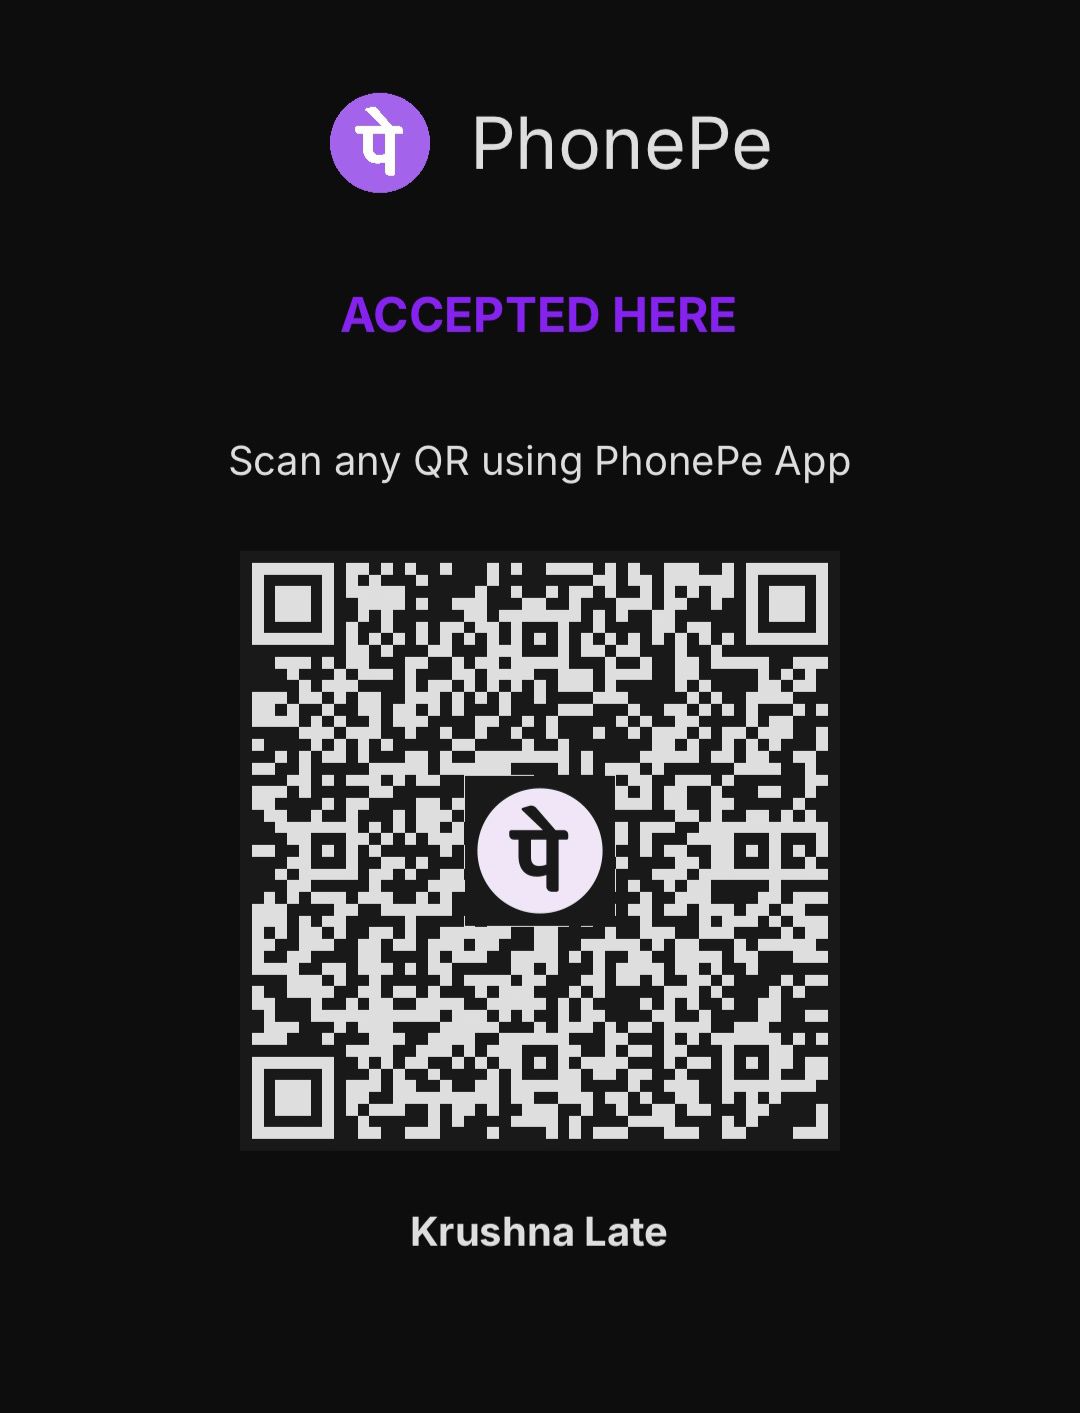 पे PhonePe
ACCEPTED HERE
Scan any QR using PhonePe App
पे
Krushna Late